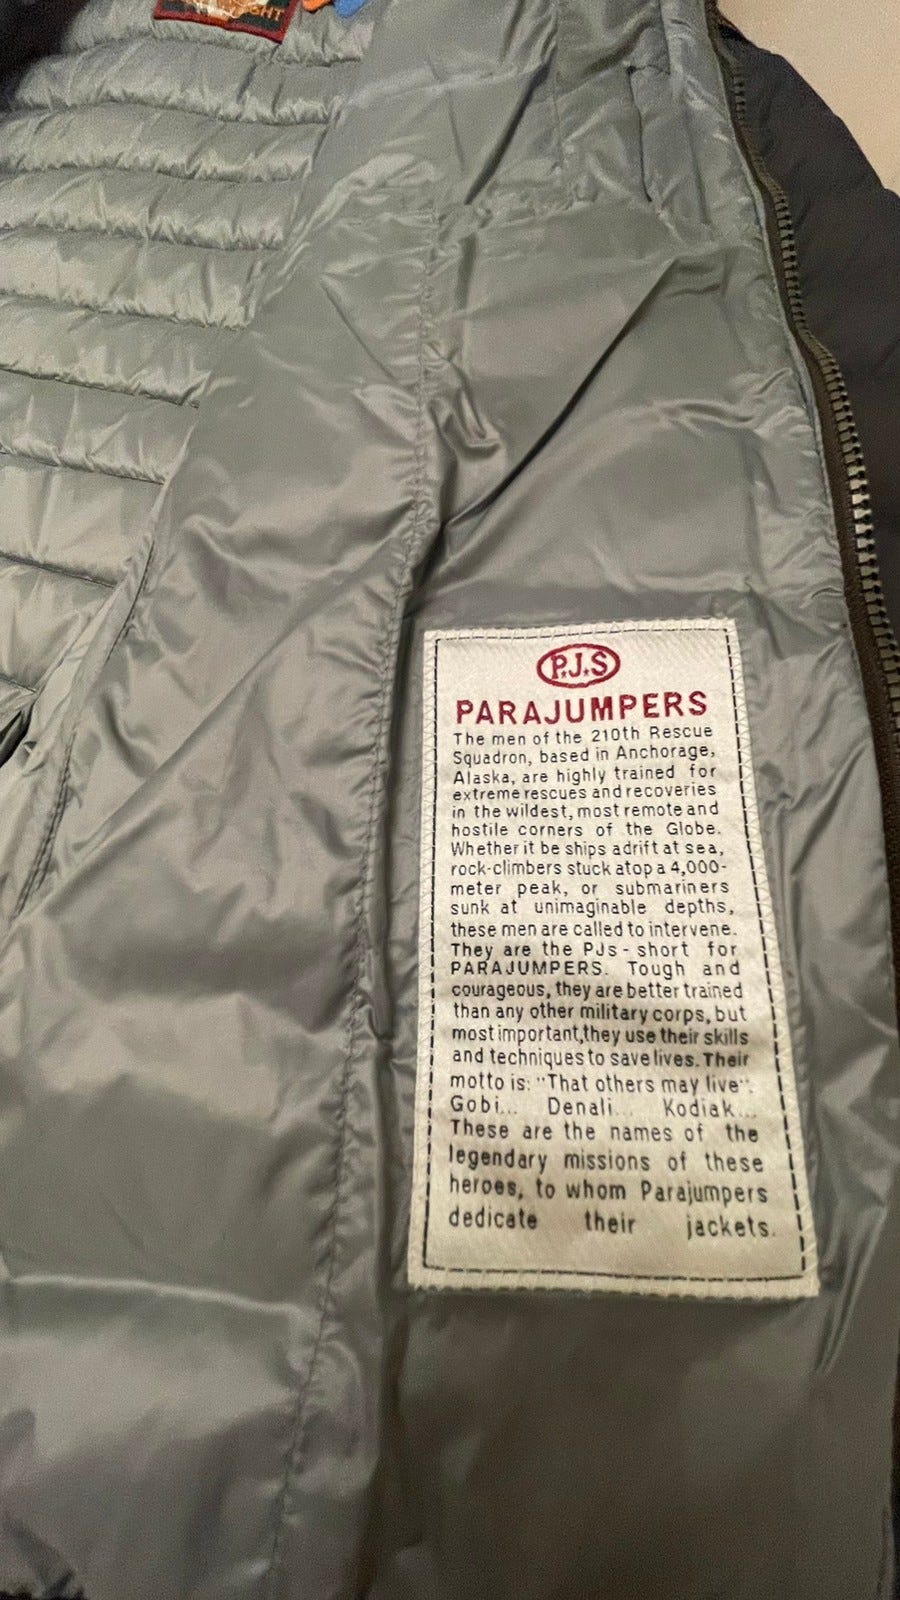 GHT
P.J.S
PARAJUMPERS
The men of the 210th Rescue
Squadron, based in Anchorage,
Alaska, are highly trained for
extreme rescues and recoveries
in the wildest, most remote and
hostile corners of the Globe.
Whether it be ships adrift at sea,
rock-climbers stuck atop a 4,000-
meter peak, or submariners
sunk at unimaginable depths,
these men are called to intervene.
They are the PJs - short for
PARAJUMPERS. Tough and
courageous, they are better trained
than any other military corps, but
most important, they use their skills
and techniques to save lives. Their
motto is: "That others may live".
Gobi... Denali... Kodiak...
These are the names of the
legendary missions of these
heroes, to whom Parajumpers
dedicate their jackets.